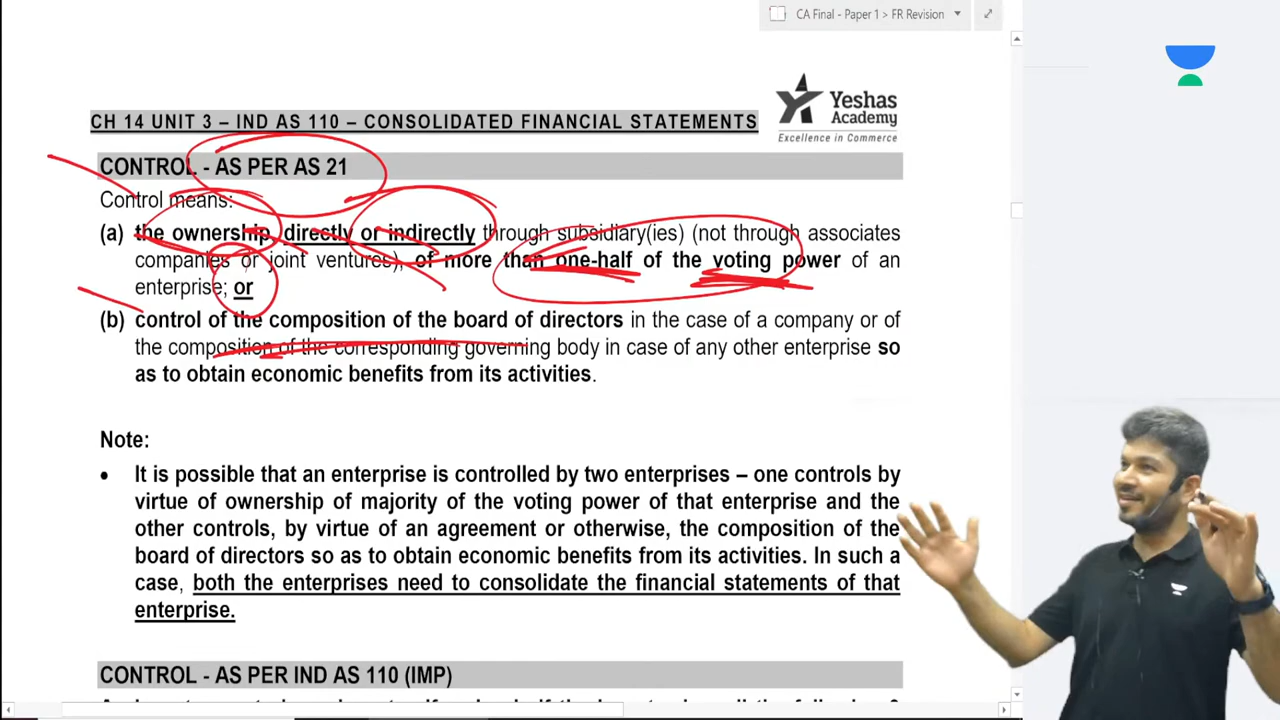 CA Final - Paper 1 > FR Revision
Yeshas
Academy
Excellence in Commerce
CH 14 UNIT 3 – IND AS 110 – CONSOLIDATED FINANCIAL STATEMENTS
CONTROL - AS PER AS 21
Control means:
(a) the ownership directly or indirectly through subsidiary(ies) (not through associates
companies or joint ventures), of more than one-half of the voting power of an
enterprise; or
(b) control of the composition of the board of directors in the case of a company or of
the composition of the corresponding governing body in case of any other enterprise so
as to obtain economic benefits from its activities.
Note:
• It is possible that an enterprise is controlled by two enterprises – one controls by
virtue of ownership of majority of the voting power of that enterprise and the
other controls, by virtue of an agreement or otherwise, the composition of the
board of directors so as to obtain economic benefits from its activities. In such a
case, both the enterprises need to consolidate the financial statements of that
enterprise.
CONTROL - AS PER IND AS 110 (IMP)